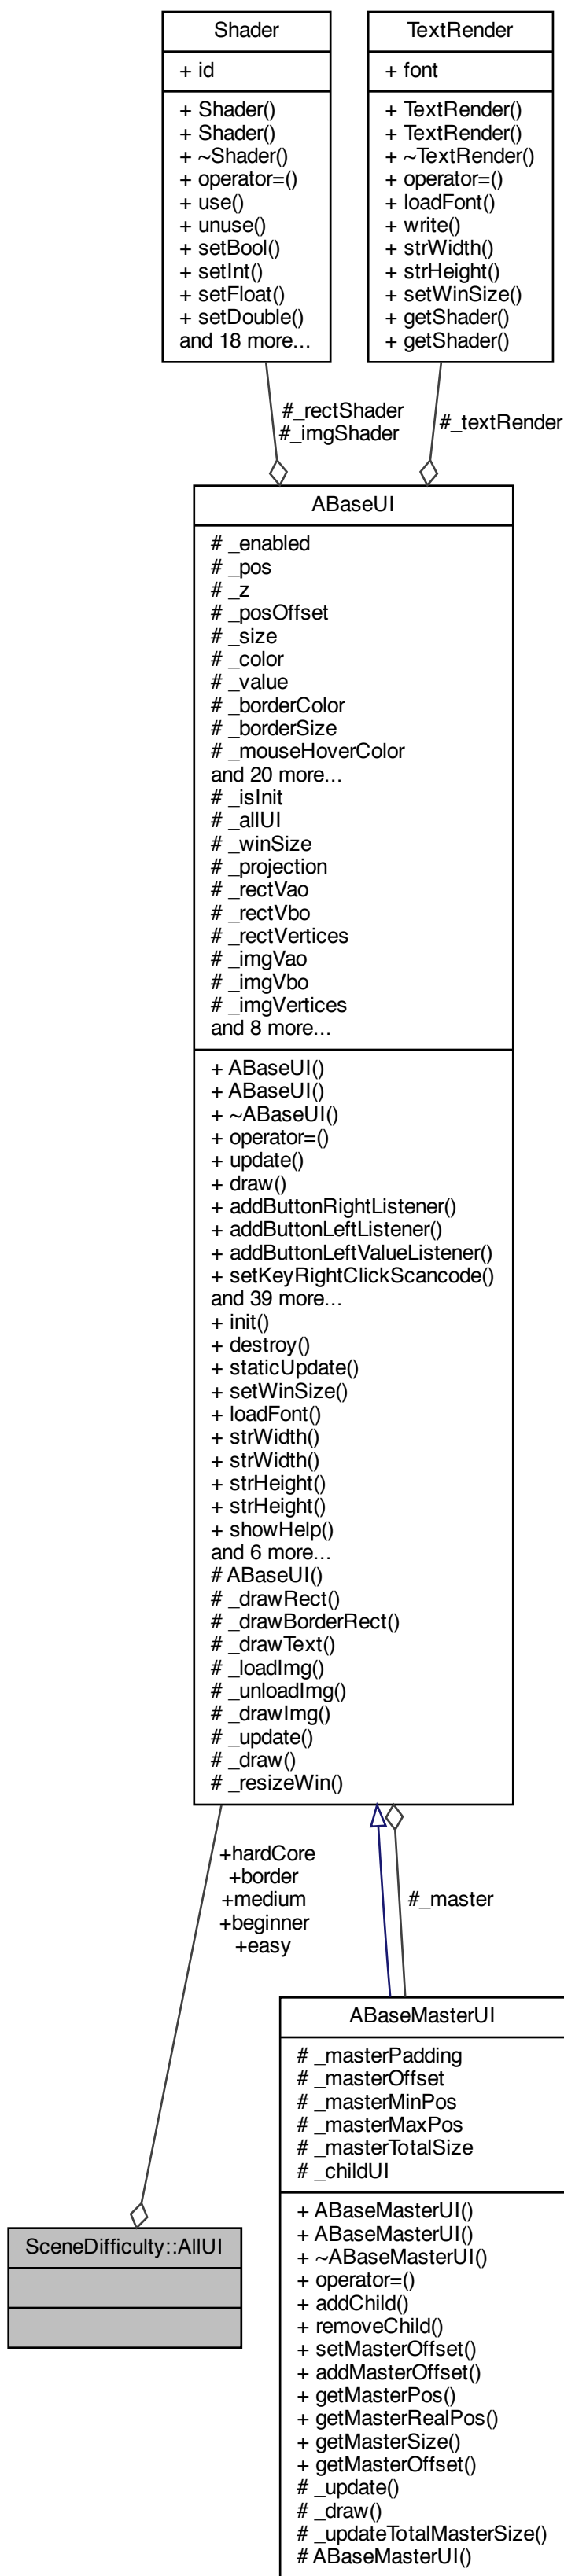 Shader
+ id
+ Shader()
+ Shader()
+ ~Shader()
+ operator=()
+ use()
+ unuse()
+ setBool()
+ setInt()
+ setFloat()
+ setDouble()
and 18 more...
TextRender
+ font
+ TextRender()
+ TextRender()
+ ~TextRender()
+ operator=()
+ loadFont()
+ write()
+ strWidth()
+ strHeight()
+ setWinSize()
+ getShader()
+ getShader()
#_rectShader
#_imgShader
#_textRender
ABaseUI
# _enabled
# _pos
# _z
# _posOffset
# _size
# _color
# _value
# _borderColor
# _borderSize
# _mouseHoverColor
and 20 more...
# _isInit
# _allUI
# _winSize
# _projection
# _rectVao
# _rectVbo
# _rectVertices
# _imgVao
# _imgVbo
# _imgVertices
and 8 more...
+ ABaseUI()
+ ABaseUI()
+ ~ABaseUI()
+ operator=()
+ update()
+ draw()
+ addButtonRightListener()
+ addButtonLeftListener()
+ addButtonLeftValueListener()
+ setKeyRightClickScancode()
and 39 more...
+ init()
+ destroy()
+ staticUpdate()
+ setWinSize()
+ loadFont()
+ strWidth()
+ strWidth()
+ strHeight()
+ strHeight()
+ showHelp()
and 6 more...
# ABaseUI()
# _drawRect()
# _drawBorderRect()
# _drawText()
# _loadImg()
# _unloadImg()
# _drawImg()
# _update()
# _draw()
# _resizeWin()
+hardCore
+border
+medium
+beginner
+easy
#_master
ABaseMasterUI
# _masterPadding
# _masterOffset
# _masterMinPos
# _masterMaxPos
# _masterTotalSize
# _childUI
+ ABaseMasterUI()
+ ABaseMasterUI()
+ ~ABaseMasterUI()
+ operator=()
+ addChild()
+ removeChild()
+ setMasterOffset()
+ addMasterOffset()
+ getMasterPos()
+ getMasterRealPos()
+ getMasterSize()
+ getMasterOffset()
# _update()
# _draw()
# _updateTotalMasterSize()
# ABaseMasterUI()
SceneDifficulty::AllUI